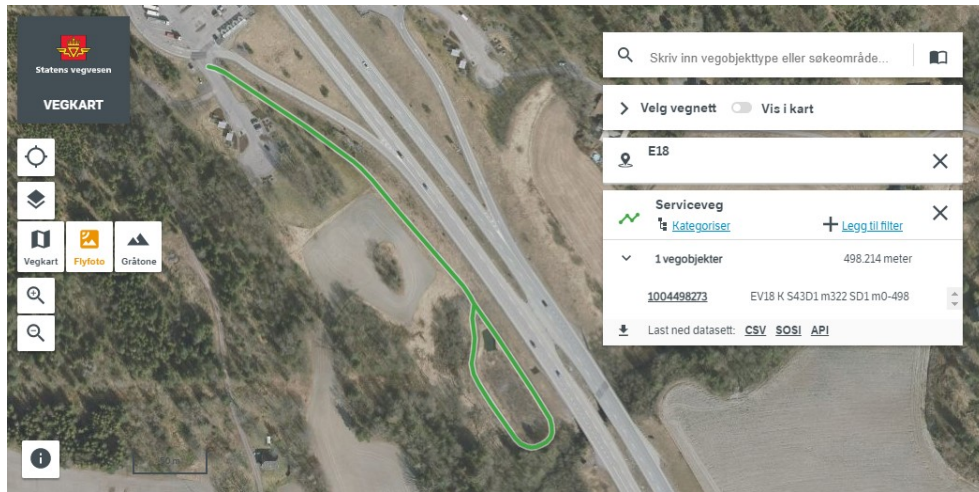 Statens vegvesen
VEGKART
Skriv inn vegobjekttype eller søkeområde...
Velg vegnett Vis i kart
E18
Serviceveg
Kategoriser Legg til filter
1 vegobjekter 498.214 meter
1004498273 EV18 K S43D1 m322 SD1 m0-498
Last ned datasett: CSV SOSI API
Vegkart Flyfoto Gråtone